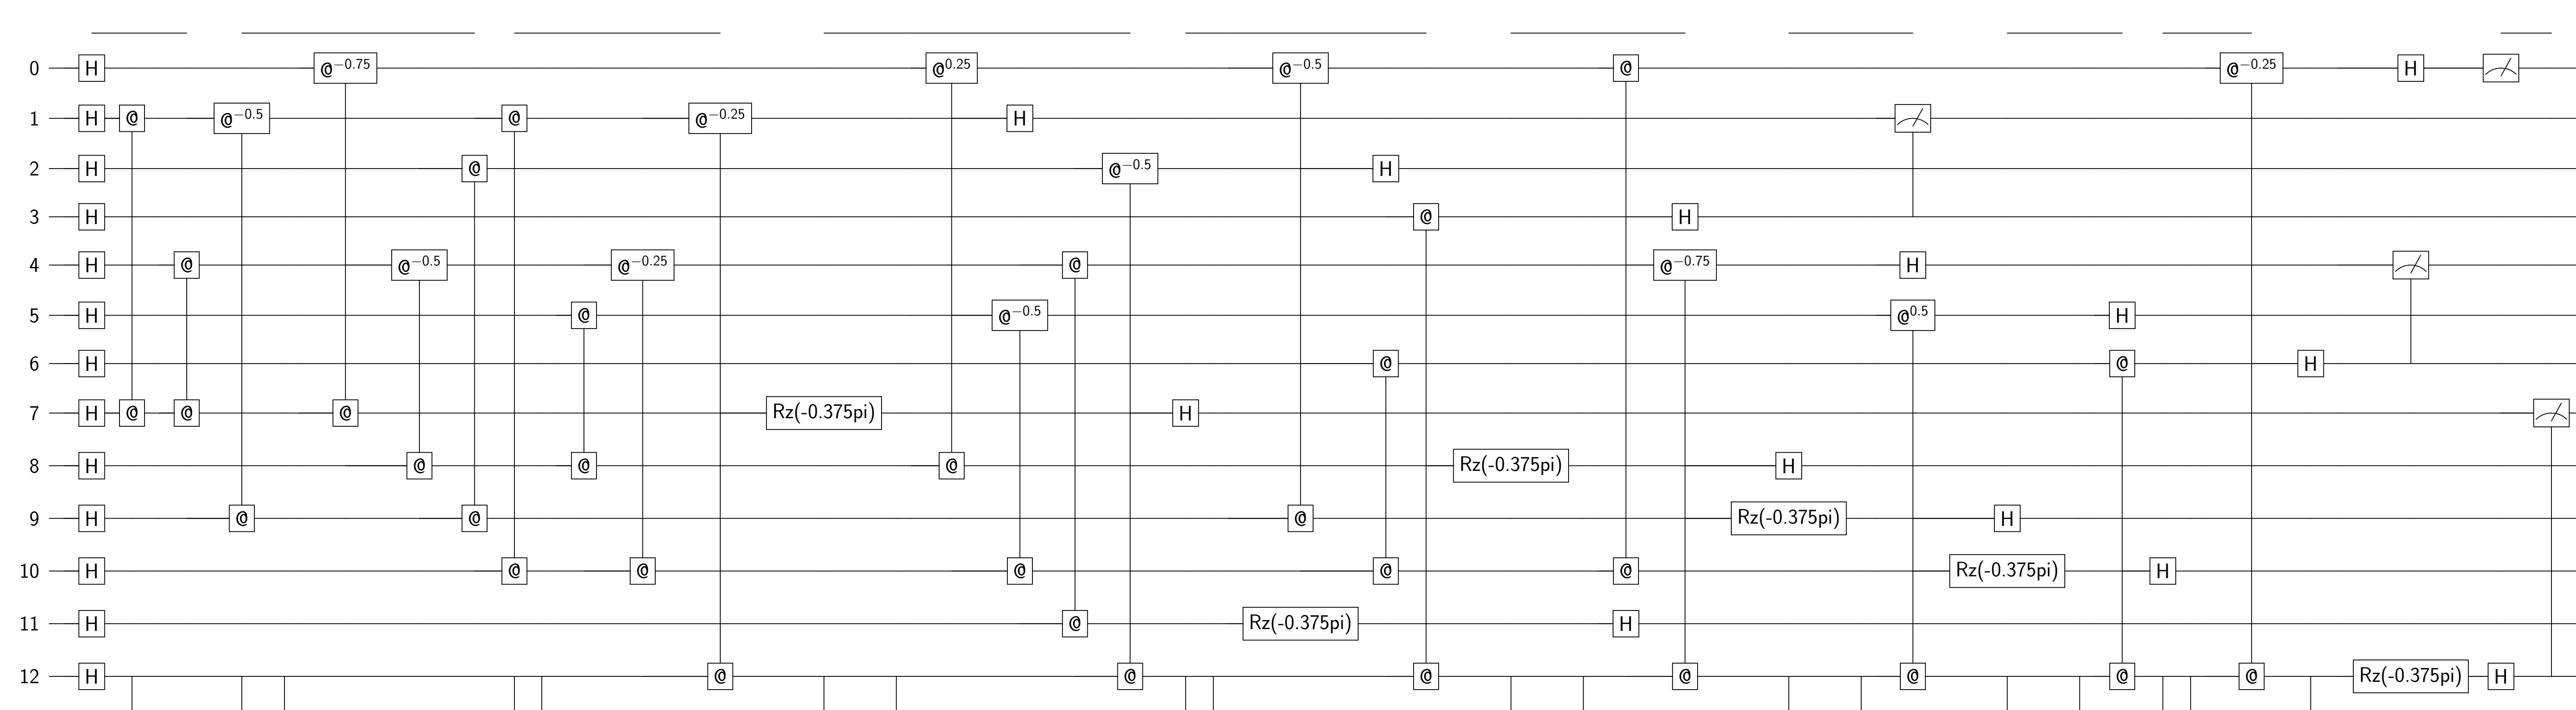 0 H @−0.75 @0.25 @−0.5 @ @−0.25 H
1 H @ @−0.5 @ @−0.25 H
2 H @ @−0.5 H
3 H @ H
4 H @ @−0.5 @−0.25 @ @−0.75 H
5 H @ @−0.5 @0.5 H
6 H @ @ H
7 H @ @ @ Rz(-0.375pi) H
8 H @ @ @ Rz(-0.375pi) H
9 H @ @ @ Rz(-0.375pi) H
10 H @ @ @ @ @ Rz(-0.375pi) H
11 H @ Rz(-0.375pi) H
12 H @ @ @ @ @ @ @ Rz(-0.375pi) H